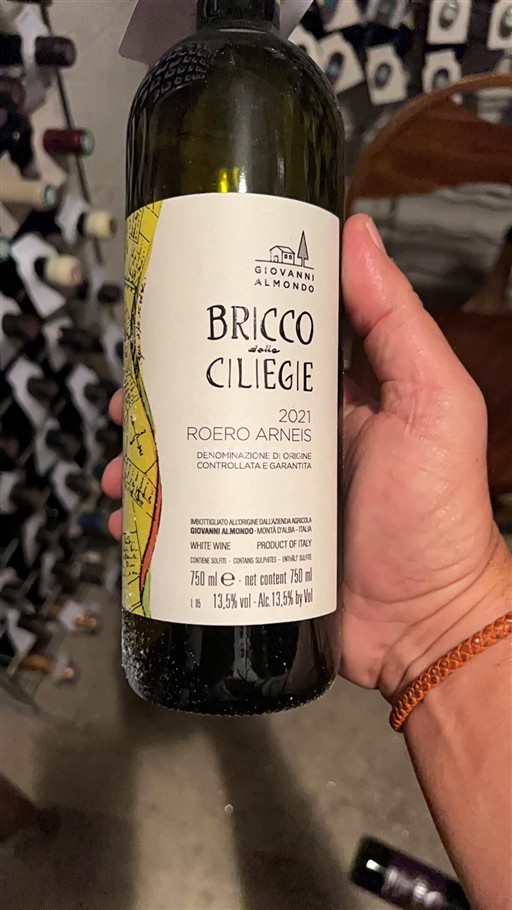 GIOVANNI
ALMONDO
BRICCO
delle
CILIEGIE
2021
ROERO ARNEIS
DENOMINAZIONE DI ORIGINE
CONTROLLATA E GARANTITA
IMBOTTIGLIATO ALL'ORIGINE DALL'AZIENDA AGRICOLA
GIOVANNI ALMONDO - MONTÀ D'ALBA - ITALIA
WHITE WINE PRODUCT OF ITALY
CONTIENE SOLFITI - CONTAINS SULPHITES - ENTHÄLT SULFITE
750 ml e - net content 750 ml
L 115 13,5% vol - Alc. 13,5% by Vol